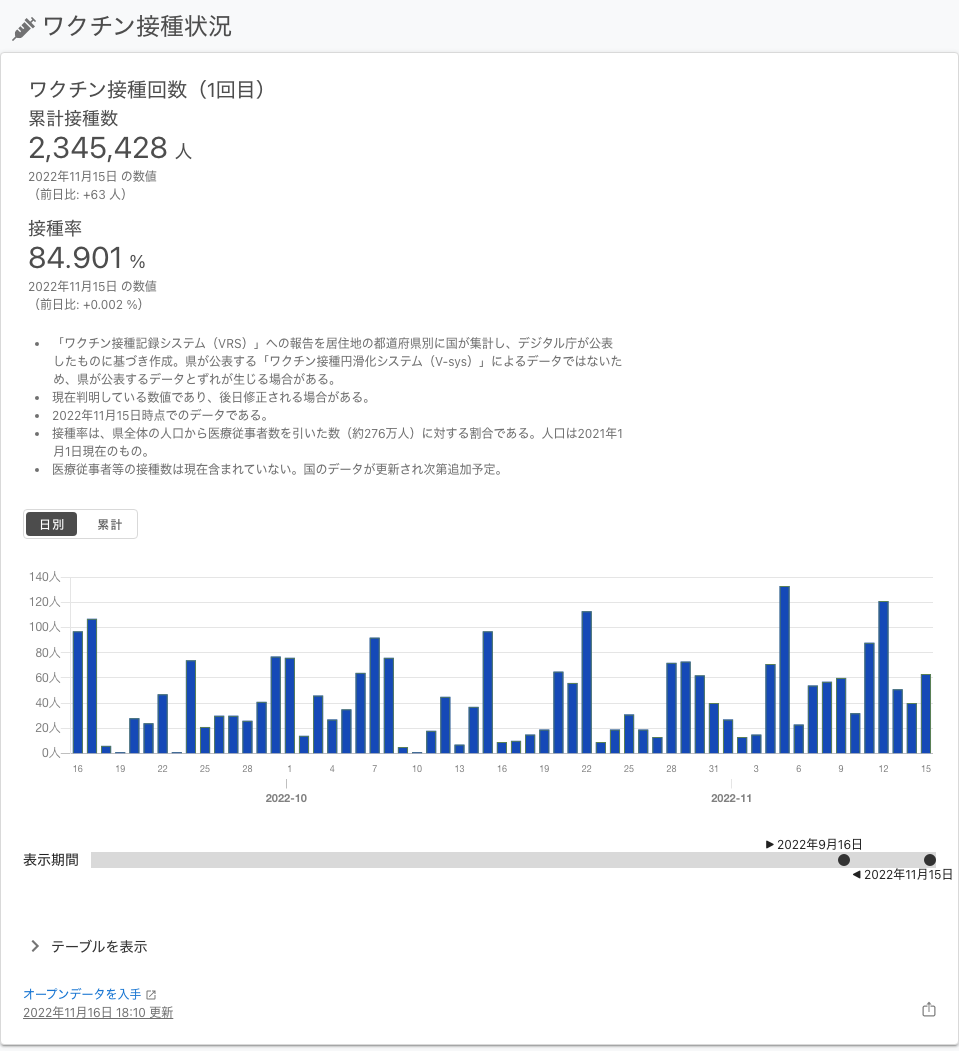 ワクチン接種状況
ワクチン接種回数（1回目）
累計接種数
2,345,428 人
2022年11月15日 の数値
（前日比: +63 人）
接種率
84.901 %
2022年11月15日 の数値
（前日比: +0.002 %）
「ワクチン接種記録システム（VRS）」への報告を居住地の都道府県別に国が集計し、デジタル庁が公表
したものに基づき作成。県が公表する「ワクチン接種円滑化システム（V-sys）」によるデータではないた
め、県が公表するデータとずれが生じる場合がある。
現在判明している数値であり、後日修正される場合がある。
2022年11月15日時点でのデータである。
接種率は、県全体の人口から医療従事者数を引いた数（約276万人）に対する割合である。人口は2021年1
月1日現在のもの。
医療従事者等の接種数は現在含まれていない。国のデータが更新され次第追加予定。
日別 累計
140人
120人
100人
80人
60人
40人
20人
0人
16 19 22 25 28 1 4 7 10 13 16 19 22 25 28 31 3 6 9 12 15
2022-10 2022-11
▶ 2022年9月16日
表示期間
◀ 2022年11月15日
テーブルを表示
オープンデータを入手
2022年11月16日 18:10 更新